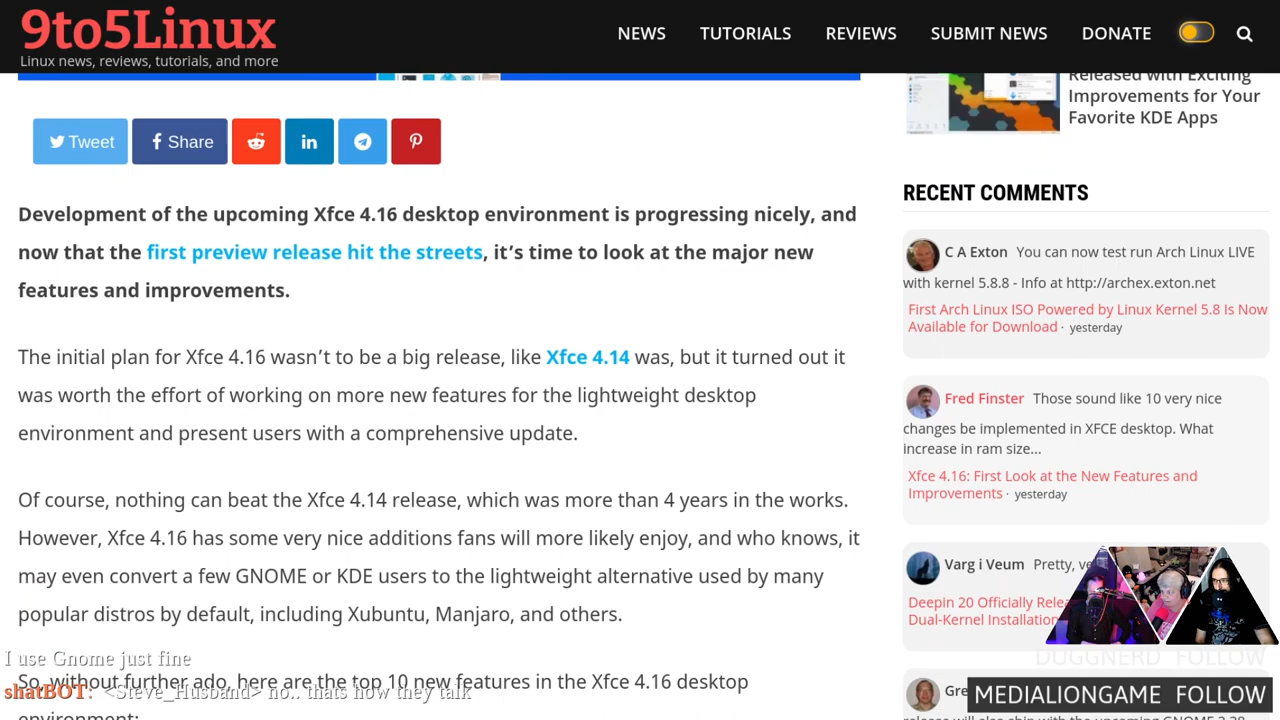 9to5Linux
Linux news, reviews, tutorials, and more
NEWS TUTORIALS REVIEWS SUBMIT NEWS DONATE
Tweet Share
Development of the upcoming Xfce 4.16 desktop environment is progressing nicely, and
now that the first preview release hit the streets, it’s time to look at the major new
features and improvements.
The initial plan for Xfce 4.16 wasn’t to be a big release, like Xfce 4.14 was, but it turned out it
was worth the effort of working on more new features for the lightweight desktop
environment and present users with a comprehensive update.
Of course, nothing can beat the Xfce 4.14 release, which was more than 4 years in the works.
However, Xfce 4.16 has some very nice additions fans will more likely enjoy, and who knows, it
may even convert a few GNOME or KDE users to the lightweight alternative used by many
popular distros by default, including Xubuntu, Manjaro, and others.
So, without further ado, here are the top 10 new features in the Xfce 4.16 desktop
environment:
Released with Exciting
Improvements for Your
Favorite KDE Apps
RECENT COMMENTS
C A Exton You can now test run Arch Linux LIVE
with kernel 5.8.8 - Info at http://archex.exton.net
First Arch Linux ISO Powered by Linux Kernel 5.8 Is Now
Available for Download · yesterday
Fred Finster Those sound like 10 very nice
changes be implemented in XFCE desktop. What
increase in ram size...
Xfce 4.16: First Look at the New Features and
Improvements · yesterday
Varg i Veum Pretty,
Deepin 20 Officially
Dual-Kernel Installation
release will also ship with the upcoming GNOME 3.38
I use Gnome just fine
shatBOT: <Steve_Husband> no.. thats how they talk
DUGGNERD FOLLOW
MEDIALIONGAME FOLLOW